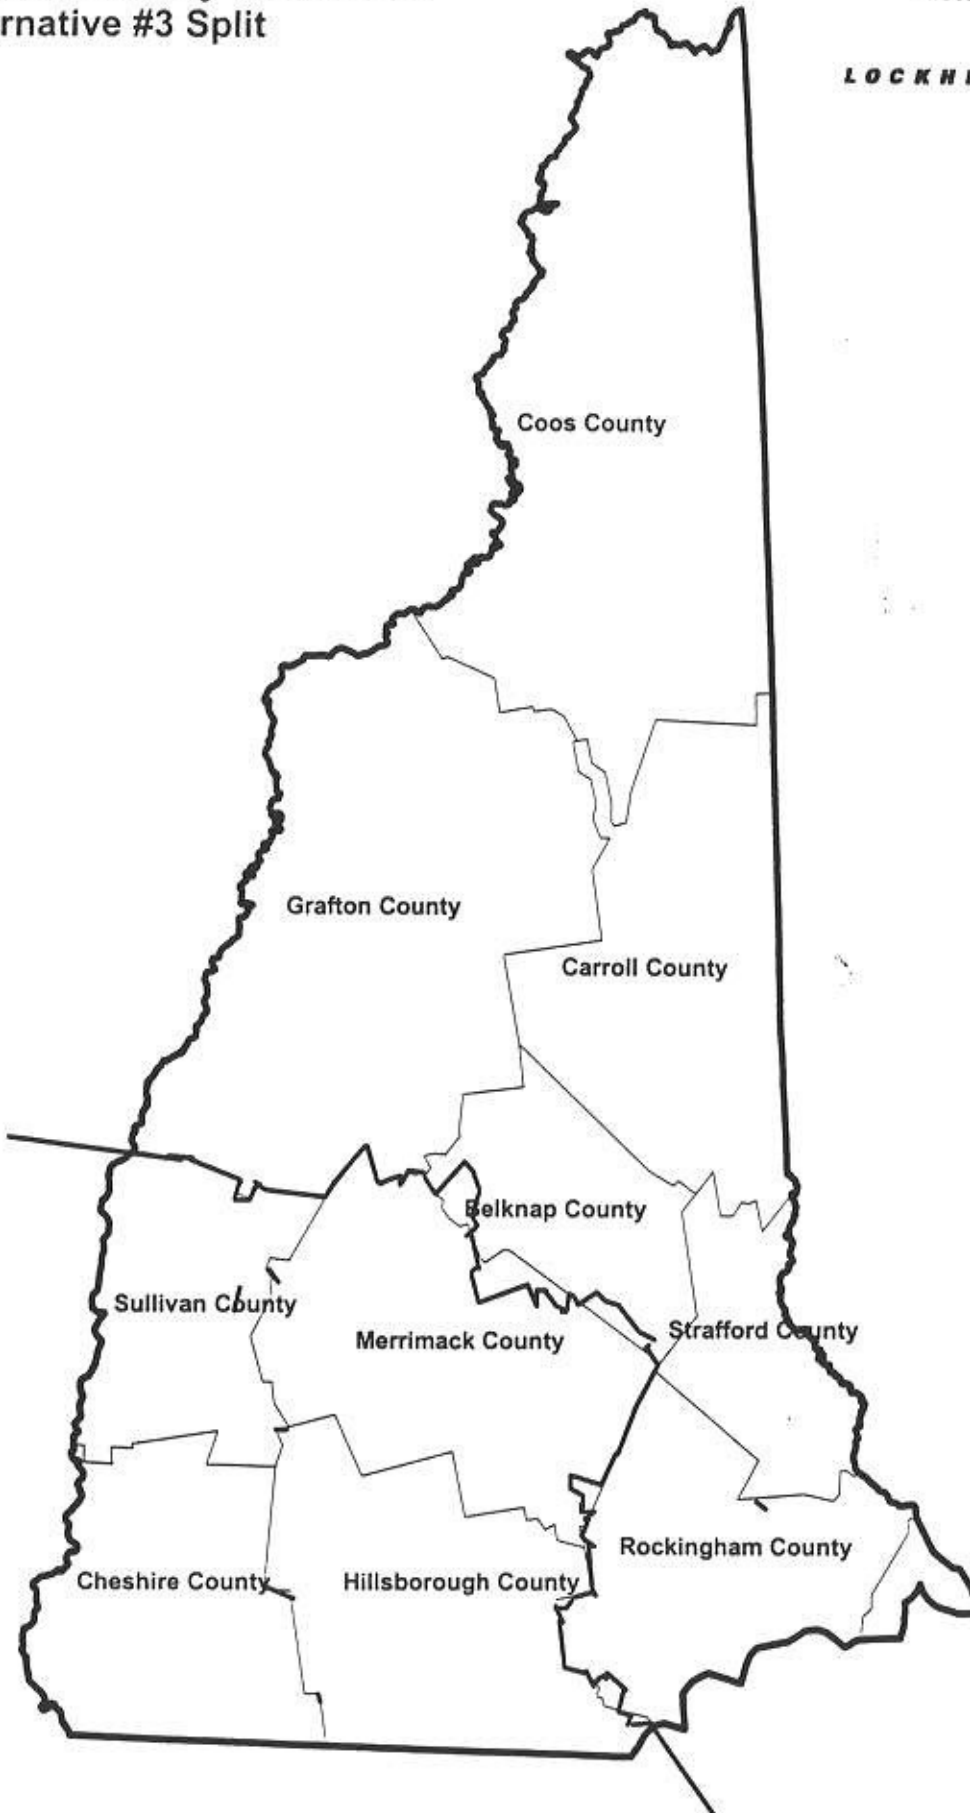 rnative #3 Split
LOCKH
Coos County
Grafton County
Carroll County
Belknap County
Sullivan County
Merrimack County
Strafford County
Rockingham County
Cheshire County
Hillsborough County